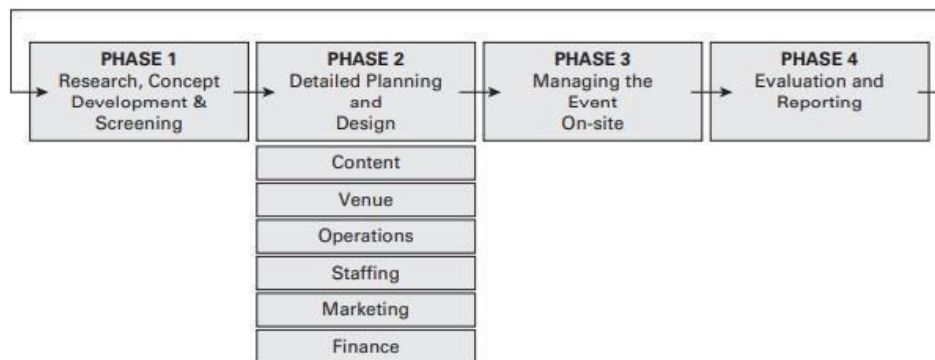 PHASE 1
Research, Concept
Development &
Screening
PHASE 2
Detailed Planning
and
Design
Content
Venue
Operations
Staffing
Marketing
Finance
PHASE 3
Managing the
Event
On-site
PHASE 4
Evaluation and
Reporting